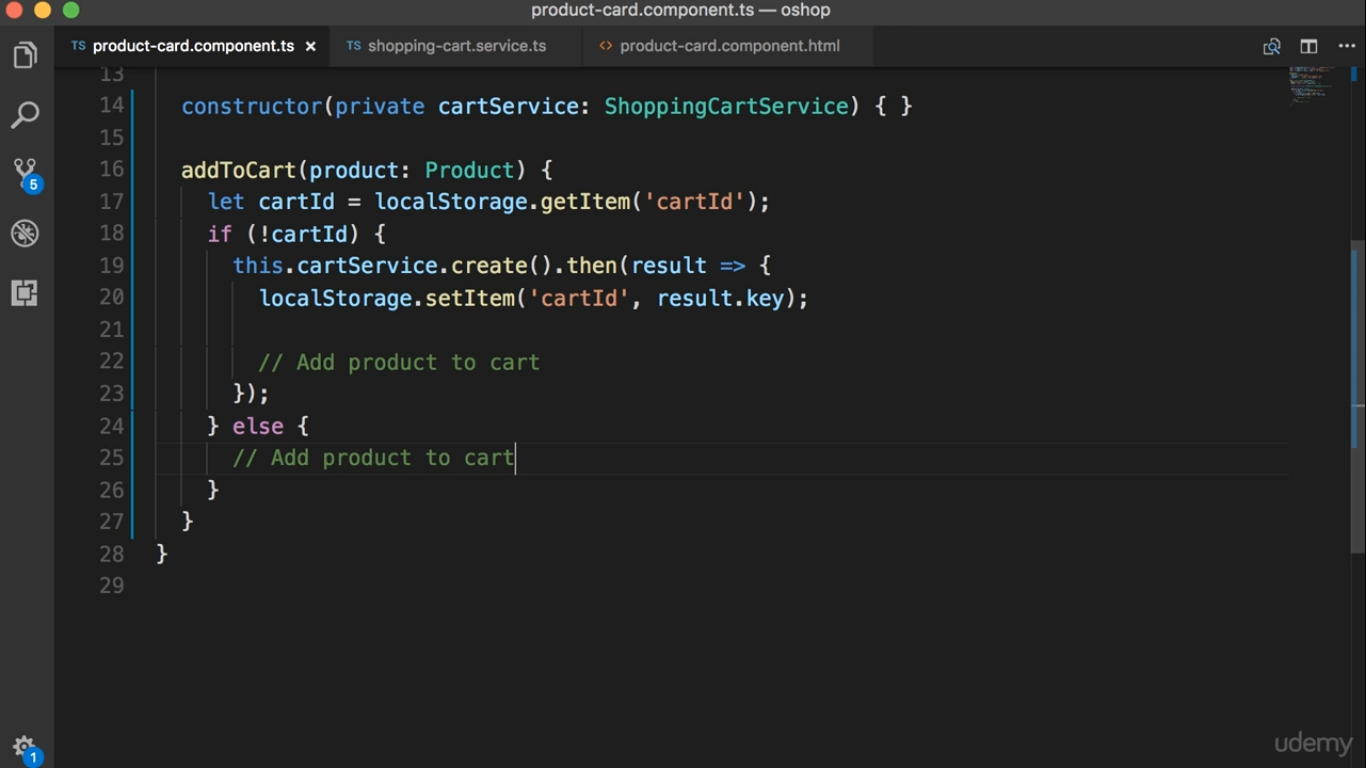 product-card.component.ts — oshop
TS product-card.component.ts × TS shopping-cart.service.ts <> product-card.component.html
13
14 constructor(private cartService: ShoppingCartService) { }
15
16 addToCart(product: Product) {
17 let cartId = localStorage.getItem('cartId');
18 if (!cartId) {
19 this.cartService.create().then(result => {
20 localStorage.setItem('cartId', result.key);
21
22 // Add product to cart
23 });
24 } else {
25 // Add product to cart
26 }
27 }
28 }
29
5
1
udemy